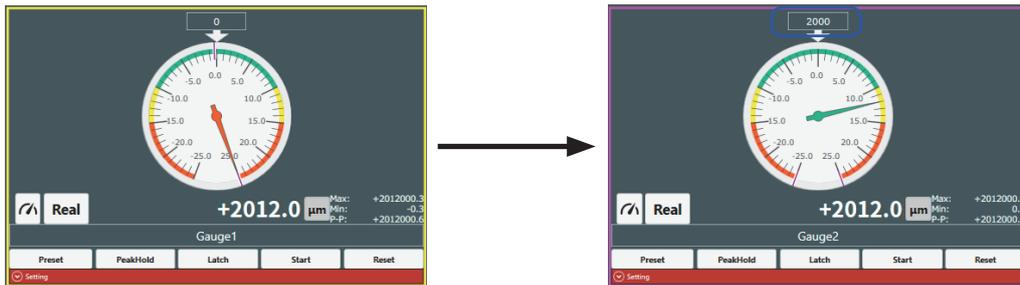 0
0.0
-5.0 5.0
-10.0 10.0
-15.0 15.0
-20.0 20.0
-25.0 25.0
Real
+2012.0 µm
Max: +2012000.3
Min: -0.3
P-P: +2012000.6
Gauge1
Preset PeakHold Latch Start Reset
Setting
2000
0.0
-5.0 5.0
-10.0 10.0
-15.0 15.0
-20.0 20.0
-25.0 25.0
Real
+2012.0 µm
Max: +2012000.
Min: 0.
P-P: +2012000.
Gauge2
Preset PeakHold Latch Start Reset
Setting